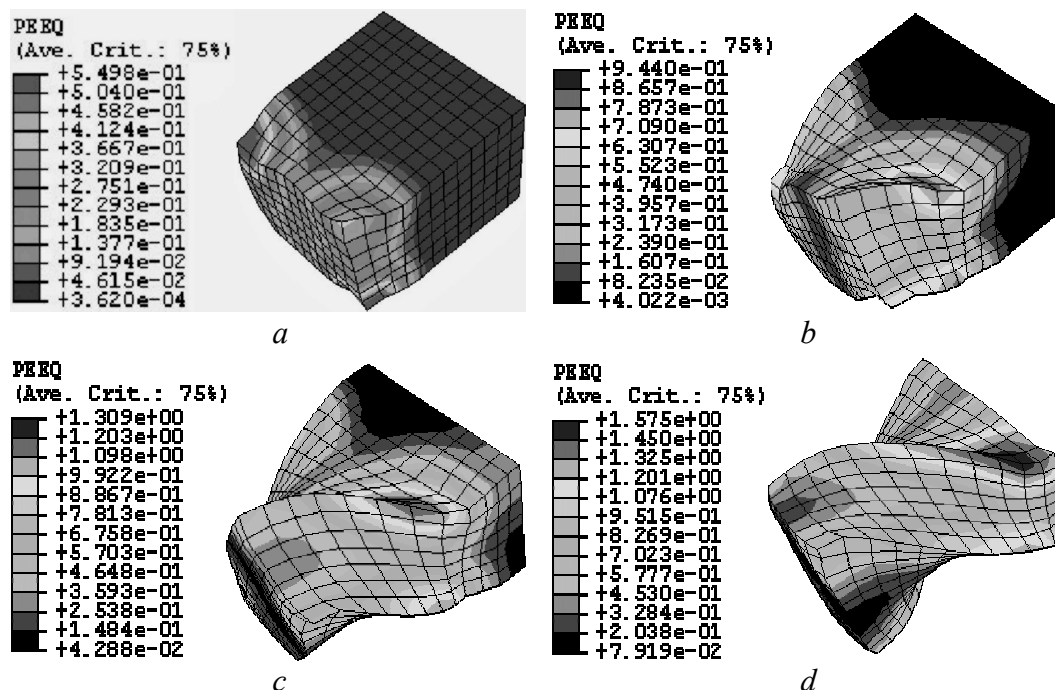 PEEQ
(Ave. Crit.: 75%)
+5.498e-01
+5.040e-01
+4.582e-01
+4.124e-01
+3.667e-01
+3.209e-01
+2.751e-01
+2.293e-01
+1.835e-01
+1.377e-01
+9.194e-02
+4.615e-02
+3.620e-04
a
PEEQ
(Ave. Crit.: 75%)
+9.440e-01
+8.657e-01
+7.873e-01
+7.090e-01
+6.307e-01
+5.523e-01
+4.740e-01
+3.957e-01
+3.173e-01
+2.390e-01
+1.607e-01
+8.235e-02
+4.022e-03
b
PEEQ
(Ave. Crit.: 75%)
+1.309e+00
+1.203e+00
+1.098e+00
+9.922e-01
+8.867e-01
+7.813e-01
+6.758e-01
+5.703e-01
+4.648e-01
+3.593e-01
+2.538e-01
+1.484e-01
+4.288e-02
c
PEEQ
(Ave. Crit.: 75%)
+1.575e+00
+1.450e+00
+1.325e+00
+1.201e+00
+1.076e+00
+9.515e-01
+8.269e-01
+7.023e-01
+5.777e-01
+4.530e-01
+3.284e-01
+2.038e-01
+7.919e-02
d